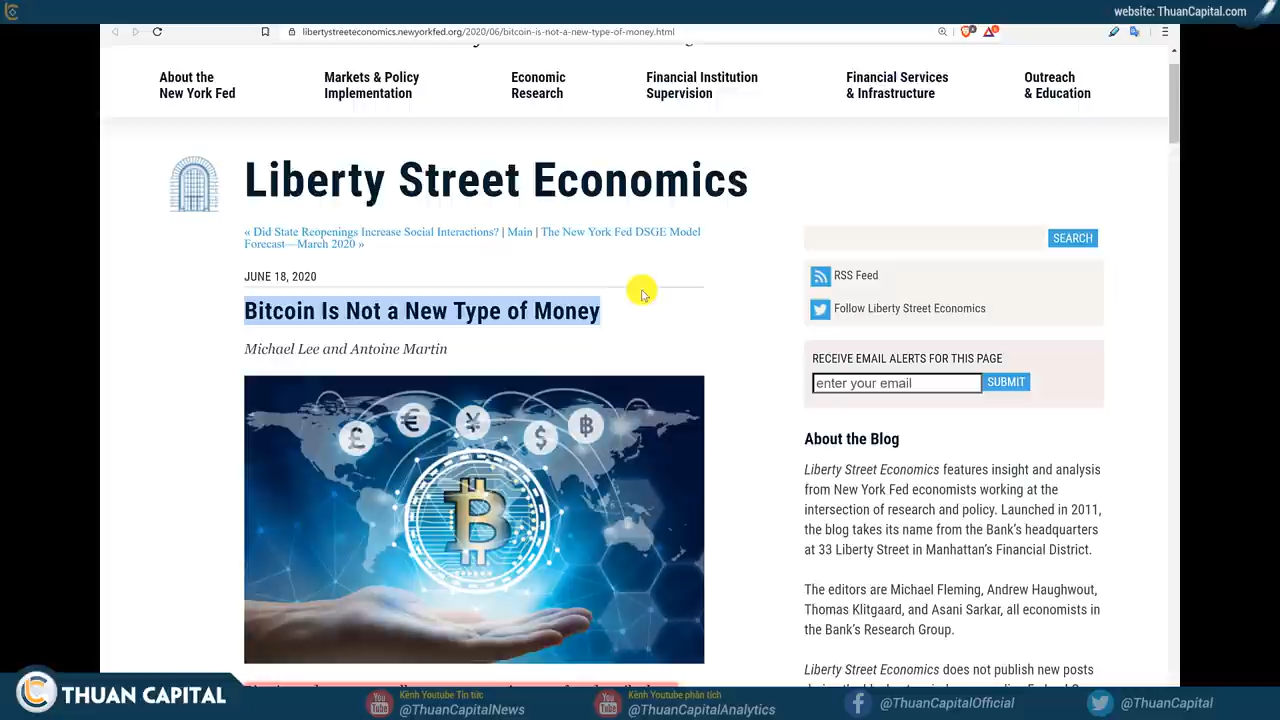 website: ThuanCapital.com
libertystreeteconomics.newyorkfed.org/2020/06/bitcoin-is-not-a-new-type-of-money.html
About the
New York Fed
Markets & Policy
Implementation
Economic
Research
Financial Institution
Supervision
Financial Services
& Infrastructure
Outreach
& Education
Liberty Street Economics
« Did State Reopenings Increase Social Interactions? | Main | The New York Fed DSGE Model
Forecast—March 2020 »
JUNE 18, 2020
Bitcoin Is Not a New Type of Money
Michael Lee and Antoine Martin
SEARCH
RSS Feed
Follow Liberty Street Economics
RECEIVE EMAIL ALERTS FOR THIS PAGE
enter your email
SUBMIT
About the Blog
Liberty Street Economics features insight and analysis
from New York Fed economists working at the
intersection of research and policy. Launched in 2011,
the blog takes its name from the Bank's headquarters
at 33 Liberty Street in Manhattan's Financial District.
The editors are Michael Fleming, Andrew Haughwout,
Thomas Klitgaard, and Asani Sarkar, all economists in
the Bank's Research Group.
Liberty Street Economics does not publish new posts
THUAN CAPITAL
You
Tube
Kênh Youtube Tin tức
@ThuanCapitalNews
You
Tube
Kênh Youtube phân tích
@ThuanCapitalAnalytics
@ThuanCapitalOfficial
@ThuanCapital